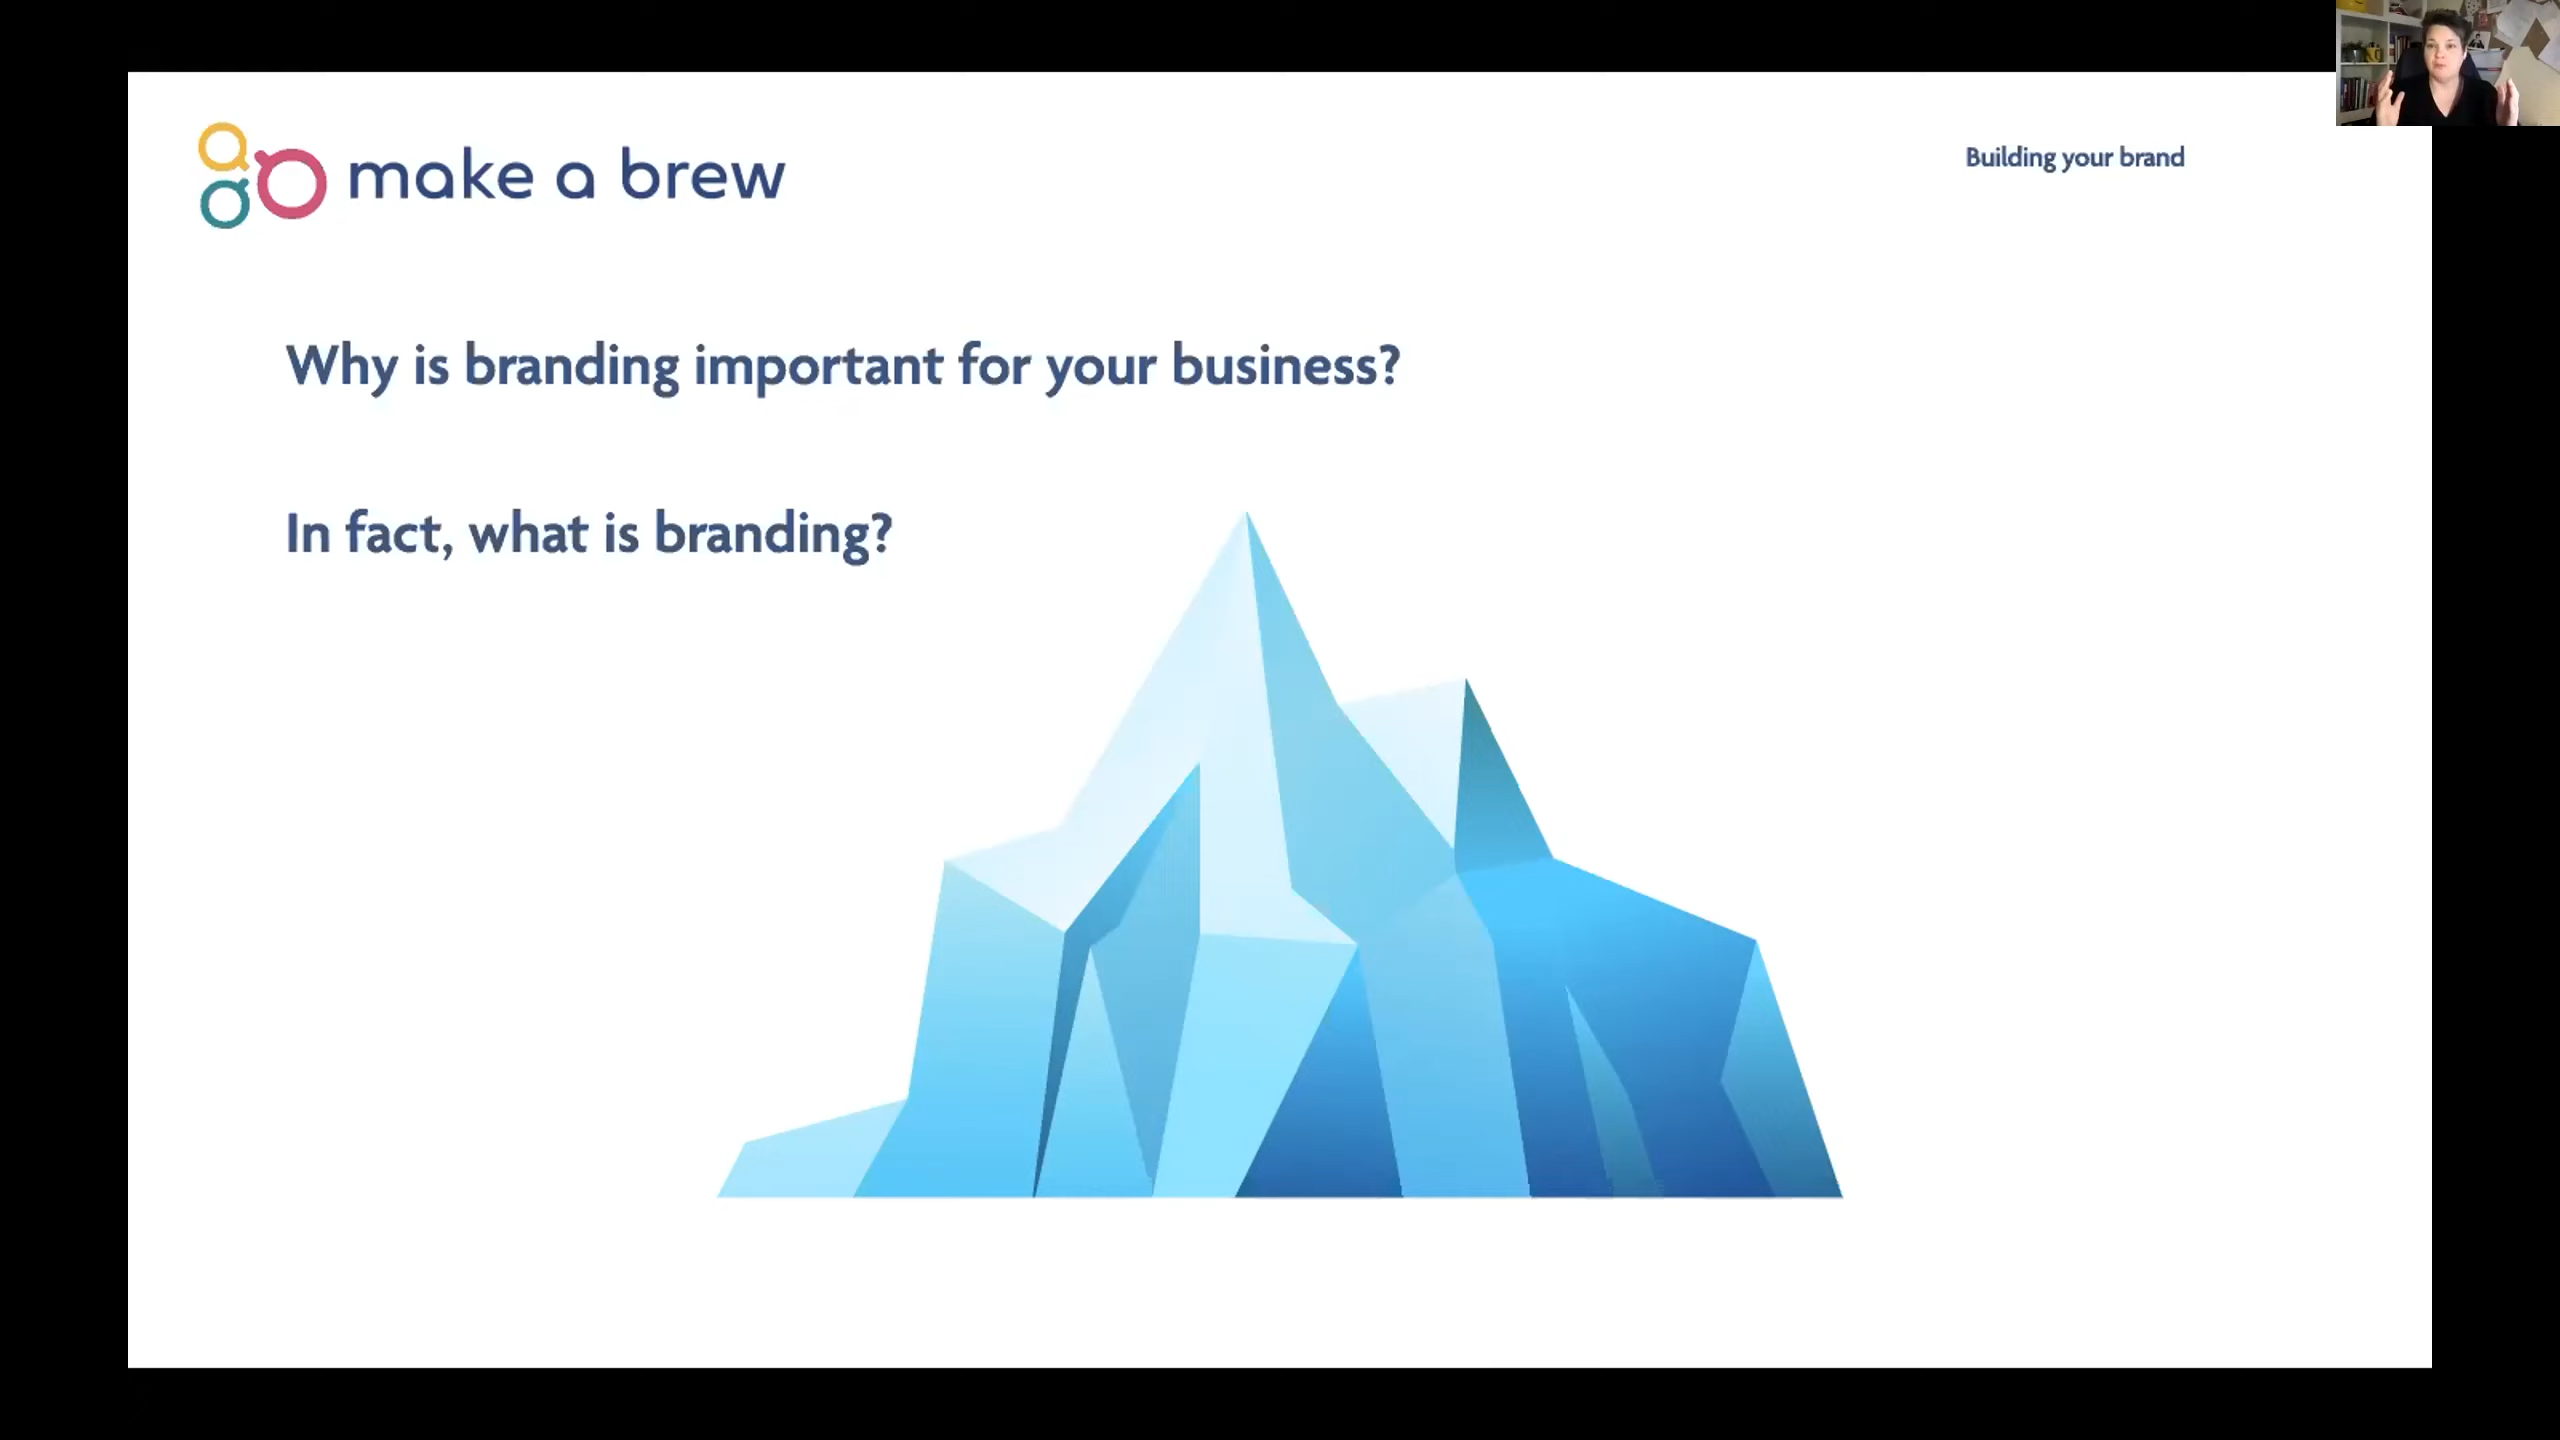 make a brew
Building your brand
Why is branding important for your business?
In fact, what is branding?